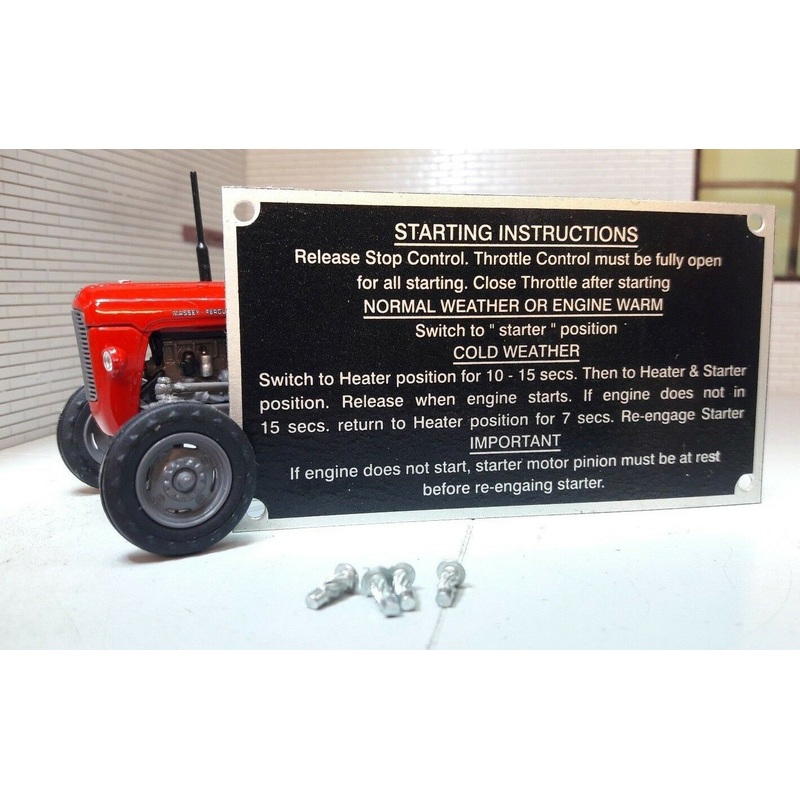 STARTING INSTRUCTIONS
Release Stop Control. Throttle Control must be fully open
for all starting. Close Throttle after starting
NORMAL WEATHER OR ENGINE WARM
Switch to " starter " position
COLD WEATHER
Switch to Heater position for 10 - 15 secs. Then to Heater & Starter
position. Release when engine starts. If engine does not in
15 secs. return to Heater position for 7 secs. Re-engage Starter
IMPORTANT
If engine does not start, starter motor pinion must be at rest
before re-engaing starter.
MASSEY-FERGU